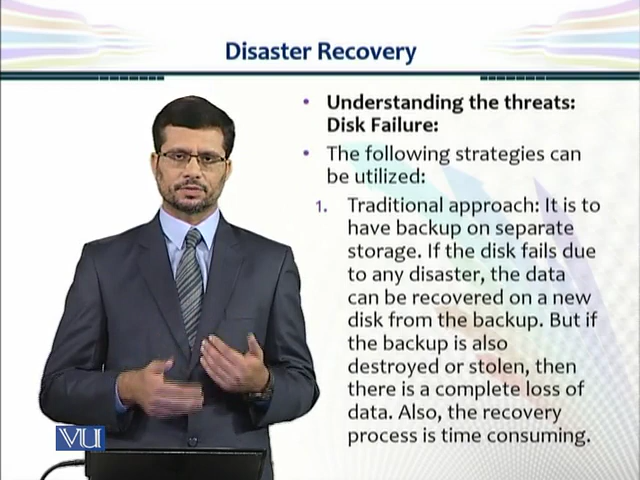 Disaster Recovery
• Understanding the threats:
Disk Failure:
• The following strategies can
be utilized:
1. Traditional approach: It is to
have backup on separate
storage. If the disk fails due
to any disaster, the data
can be recovered on a new
disk from the backup. But if
the backup is also
destroyed or stolen, then
there is a complete loss of
data. Also, the recovery
process is time consuming.
VU